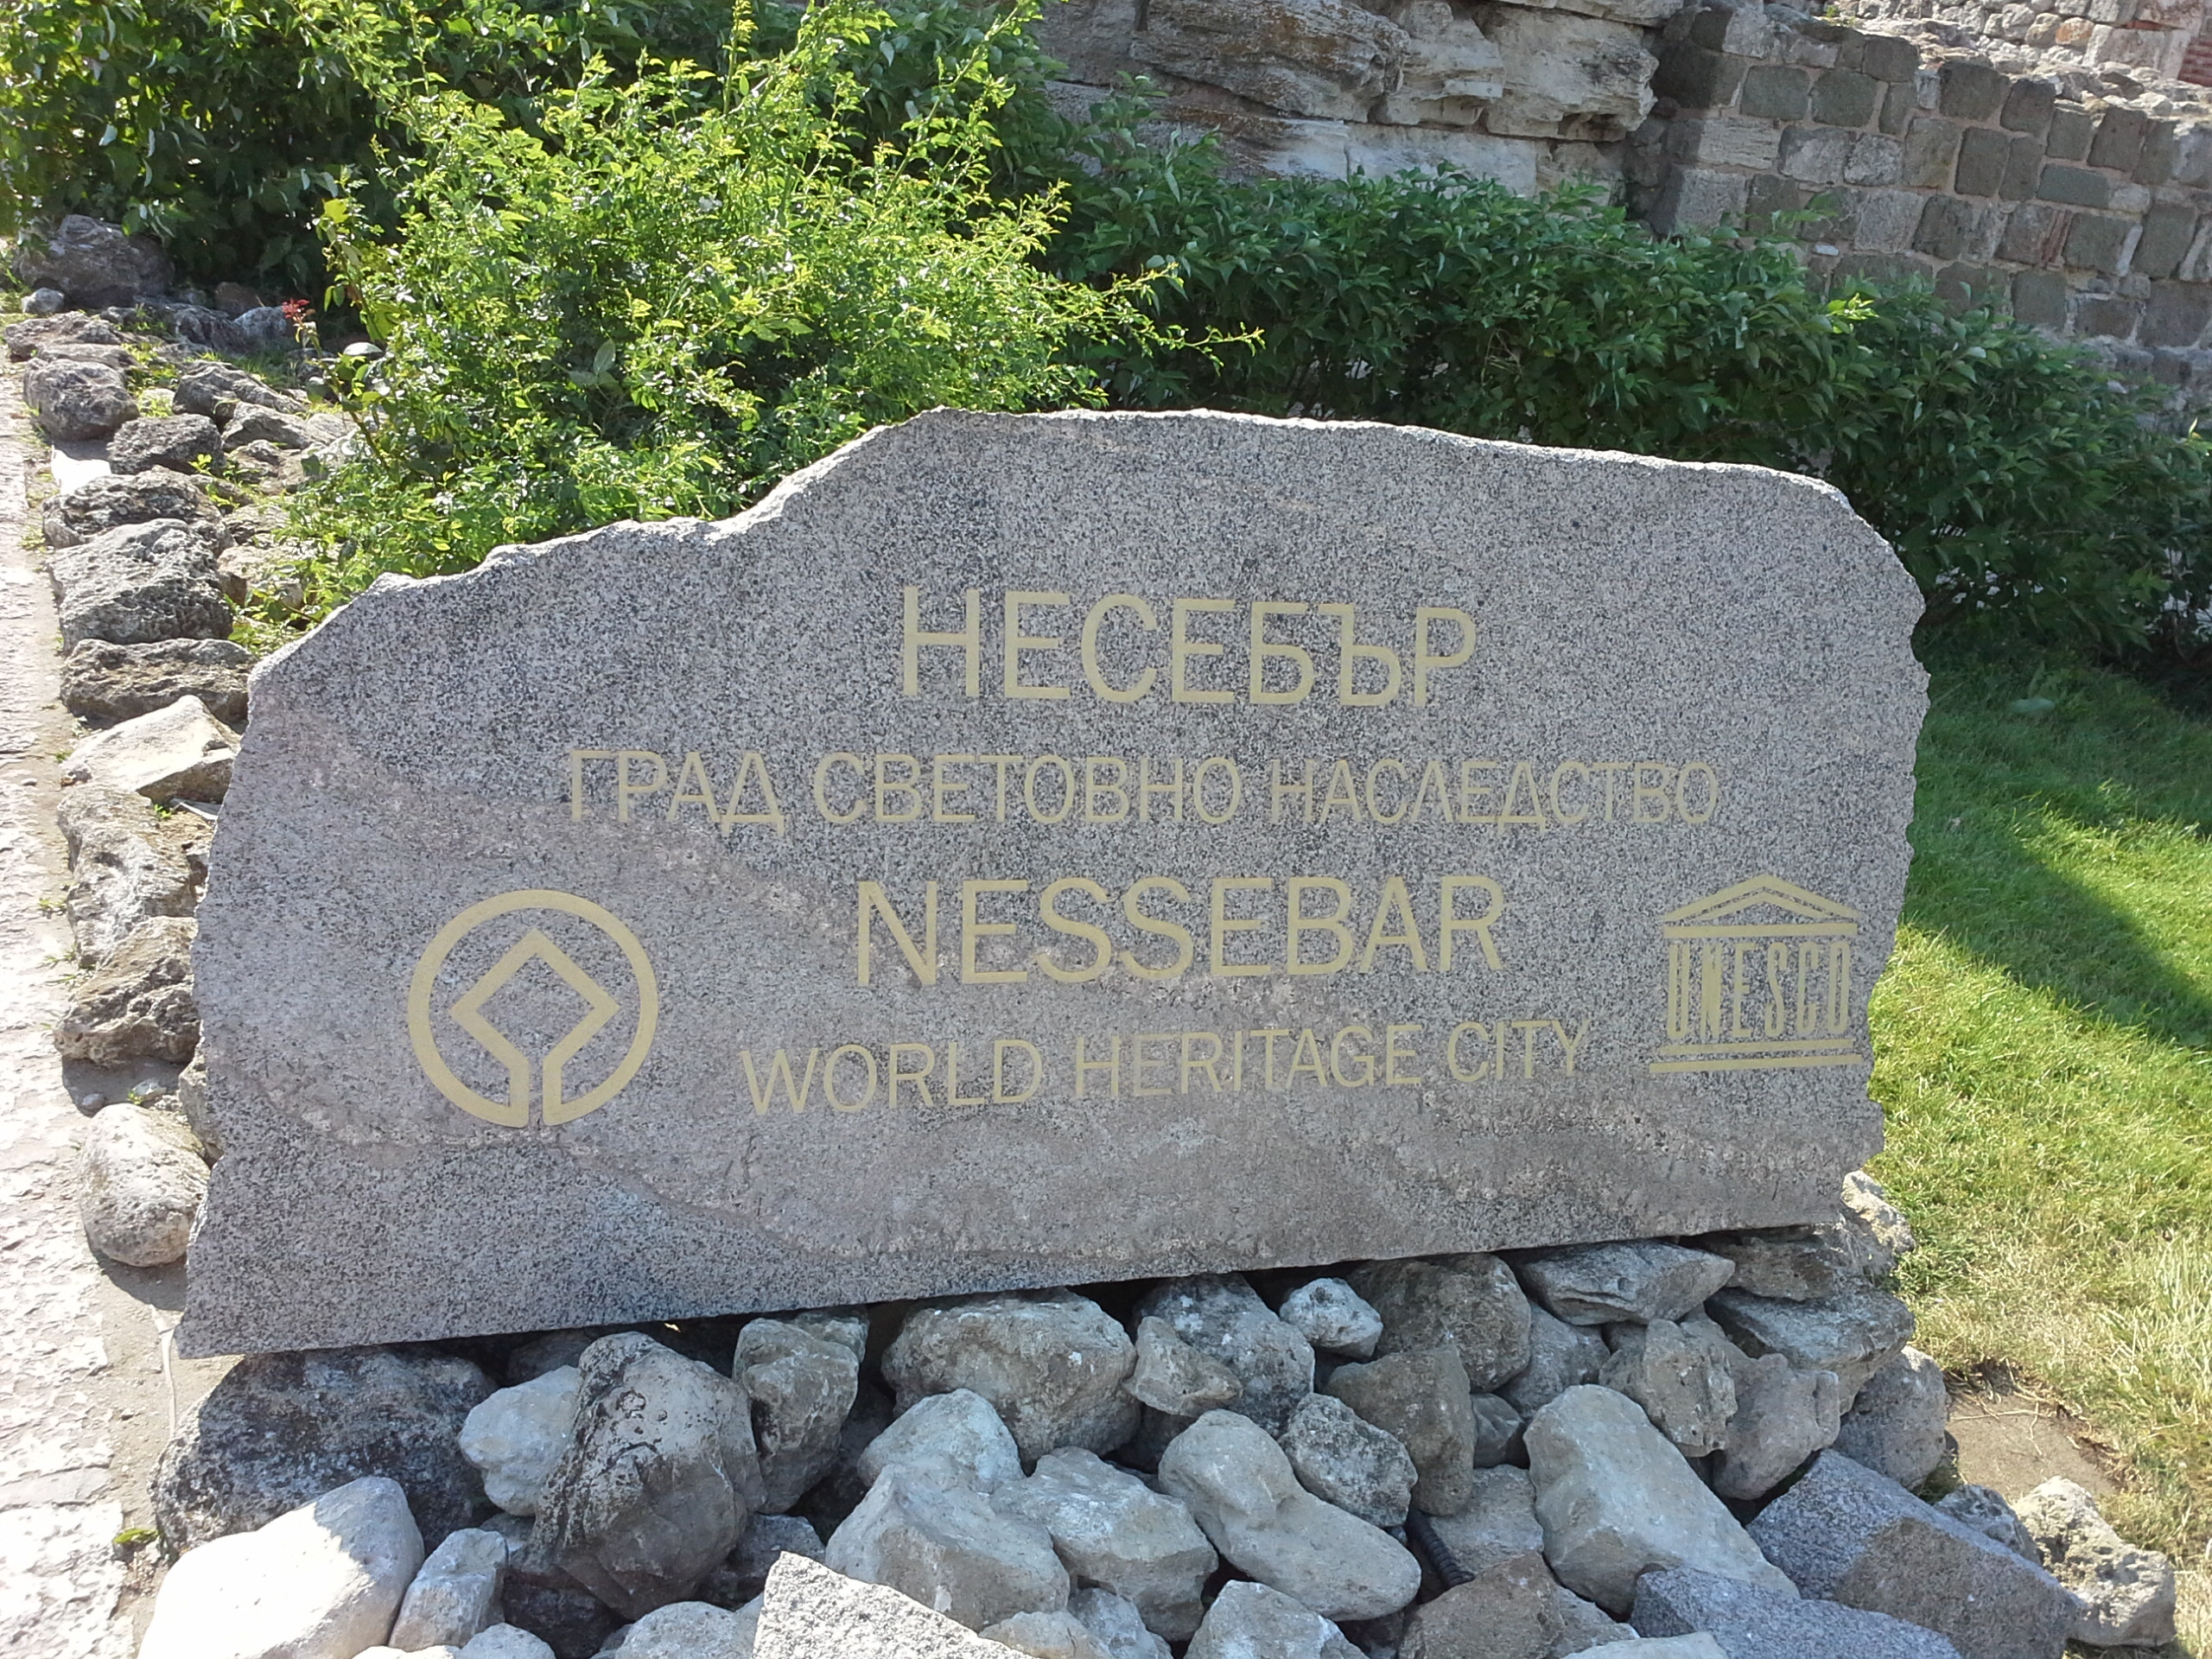 НЕСЕБЪР
ГРАД СВЕТОВНО НАСЛЕДСТВО
NESSEBAR
WORLD HERITAGE CITY
UNESCO